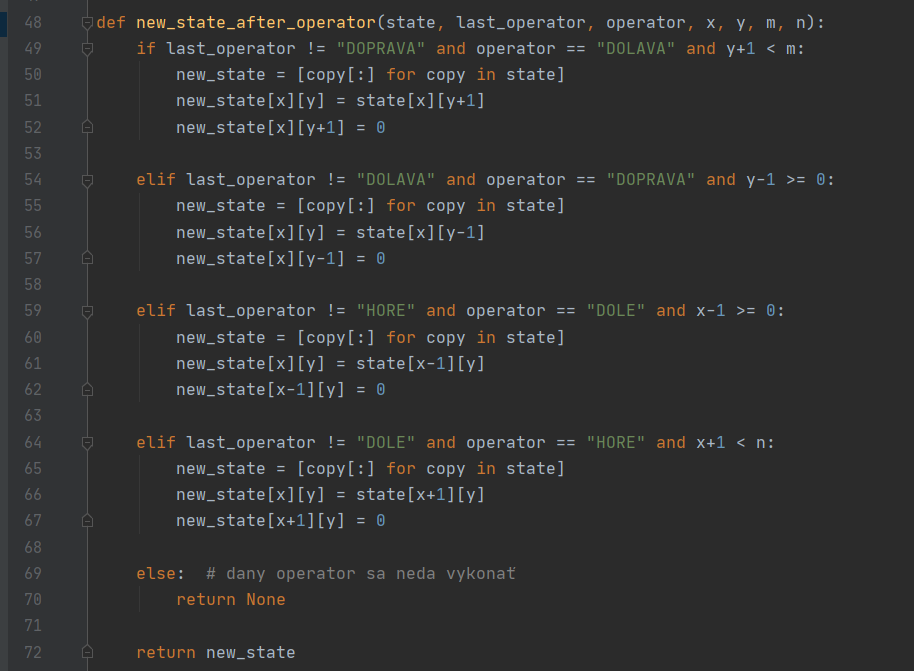 48 def new_state_after_operator(state, last_operator, operator, x, y, m, n):
49     if last_operator != "DOPRAVA" and operator == "DOLAVA" and y+1 < m:
50         new_state = [copy[:] for copy in state]
51         new_state[x][y] = state[x][y+1]
52         new_state[x][y+1] = 0
53
54     elif last_operator != "DOLAVA" and operator == "DOPRAVA" and y-1 >= 0:
55         new_state = [copy[:] for copy in state]
56         new_state[x][y] = state[x][y-1]
57         new_state[x][y-1] = 0
58
59     elif last_operator != "HORE" and operator == "DOLE" and x-1 >= 0:
60         new_state = [copy[:] for copy in state]
61         new_state[x][y] = state[x-1][y]
62         new_state[x-1][y] = 0
63
64     elif last_operator != "DOLE" and operator == "HORE" and x+1 < n:
65         new_state = [copy[:] for copy in state]
66         new_state[x][y] = state[x+1][y]
67         new_state[x+1][y] = 0
68
69     else:  # dany operator sa neda vykonať
70         return None
71
72     return new_state